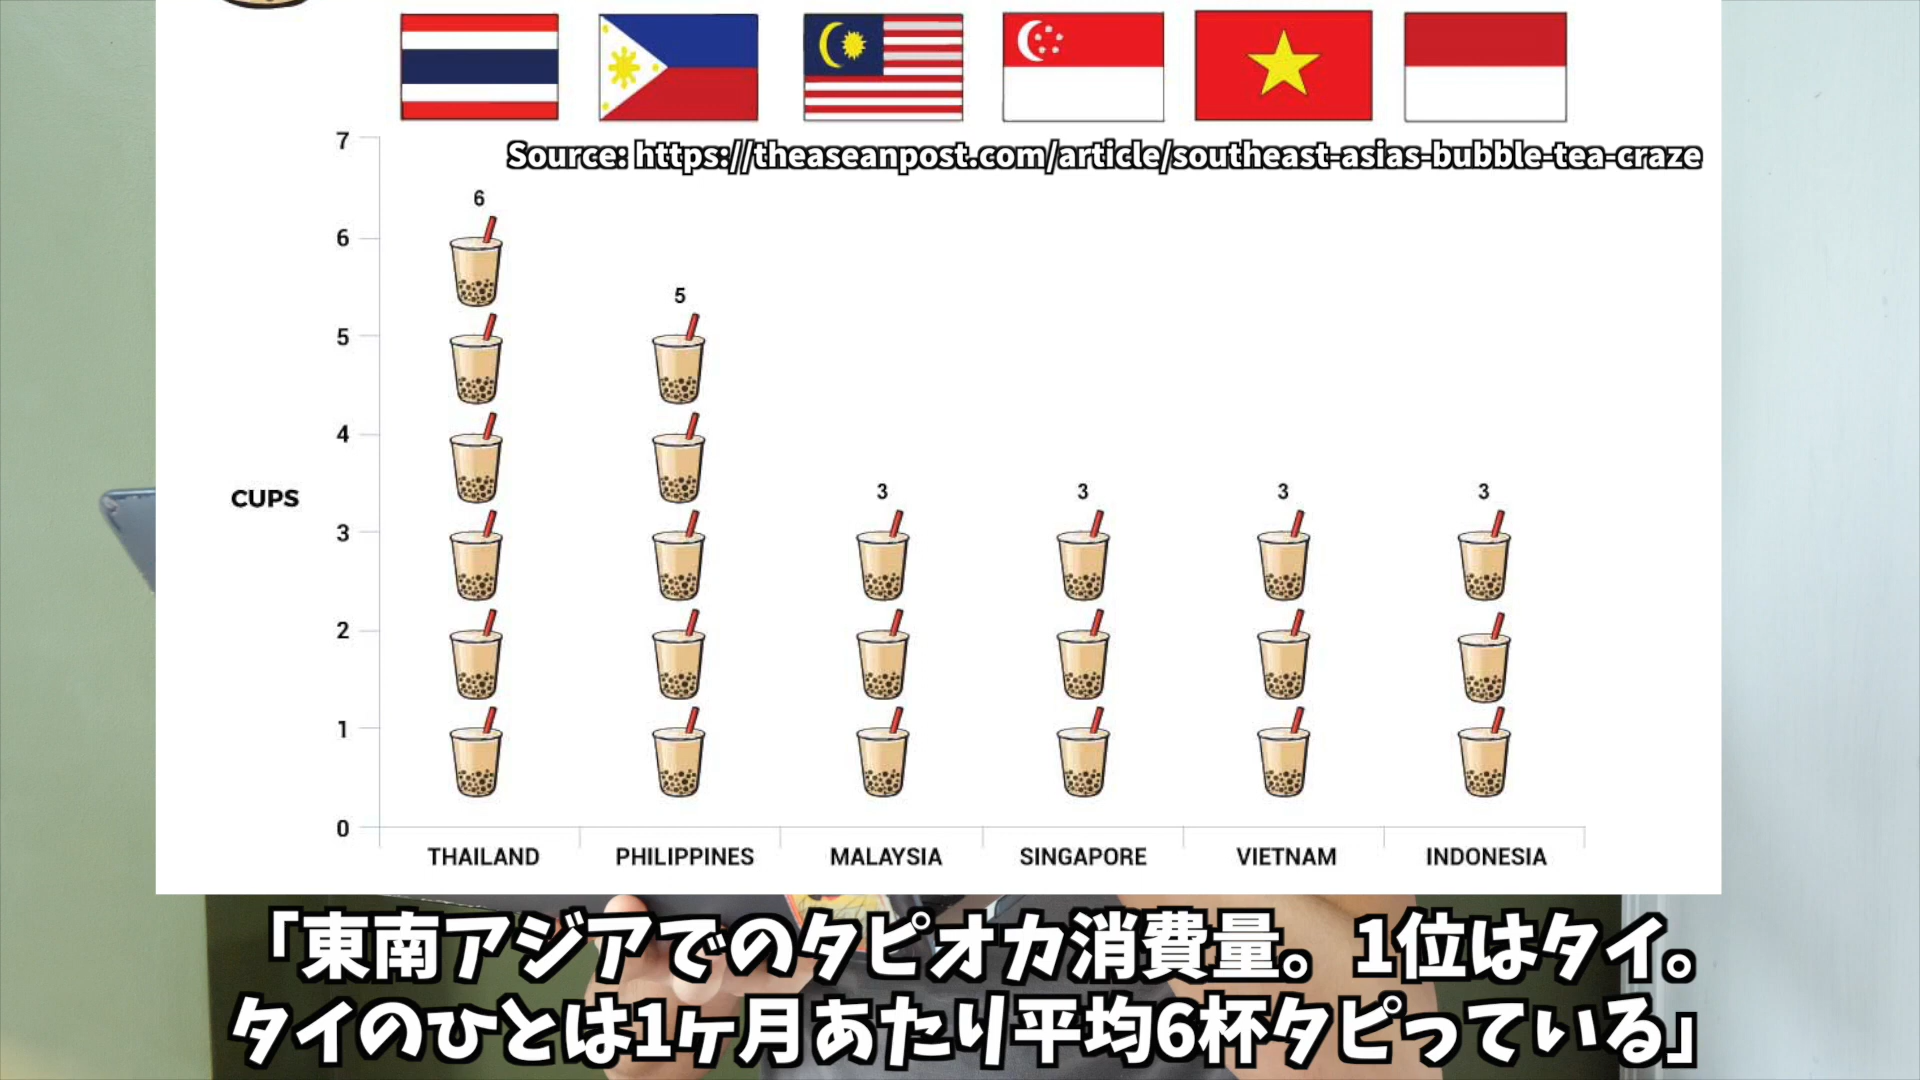 7
Source: https://theaseanpost.com/article/southeast-asias-bubble-tea-craze
6
6
5
5
4
CUPS
3
3
3
3
3
2
1
0
THAILAND
PHILIPPINES
MALAYSIA
SINGAPORE
VIETNAM
INDONESIA
「東南アジアでのタピオカ消費量。1位はタイ。
タイのひとは1ヶ月あたり平均6杯タピっている」